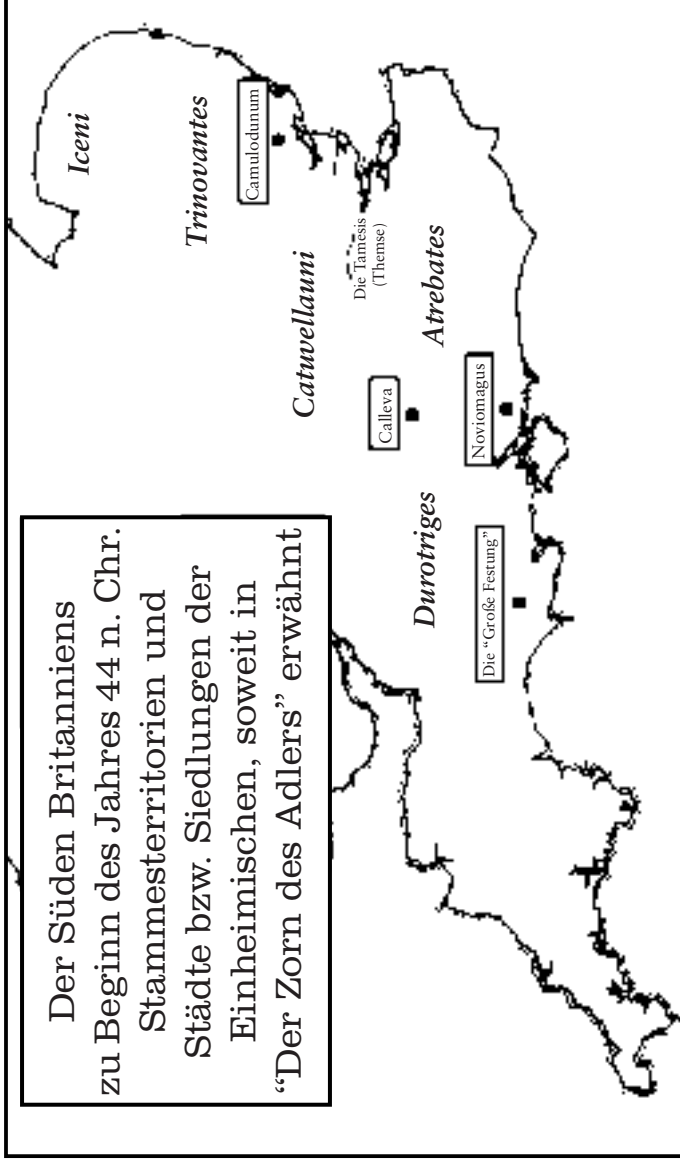 Der Süden Britanniens
zu Beginn des Jahres 44 n. Chr.
Stammesterritorien und
Städte bzw. Siedlungen der
Einheimischen, soweit in
“Der Zorn des Adlers” erwähnt
Iceni
Trinovantes
Camulodunum
Catuvellauni
Die Tamesis
(Themse)
Calleva
Atrebates
Durotriges
Noviomagus
Die “Große Festung”